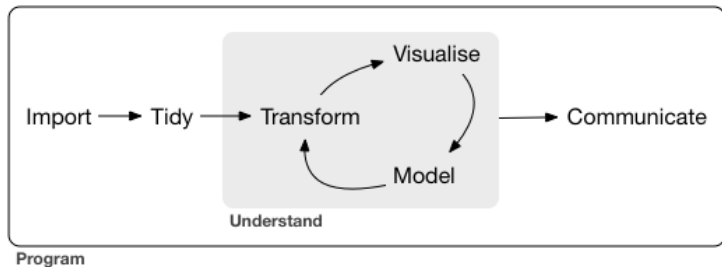 Visualise
Import
Tidy
Transform
Communicate
Model
Understand
Program